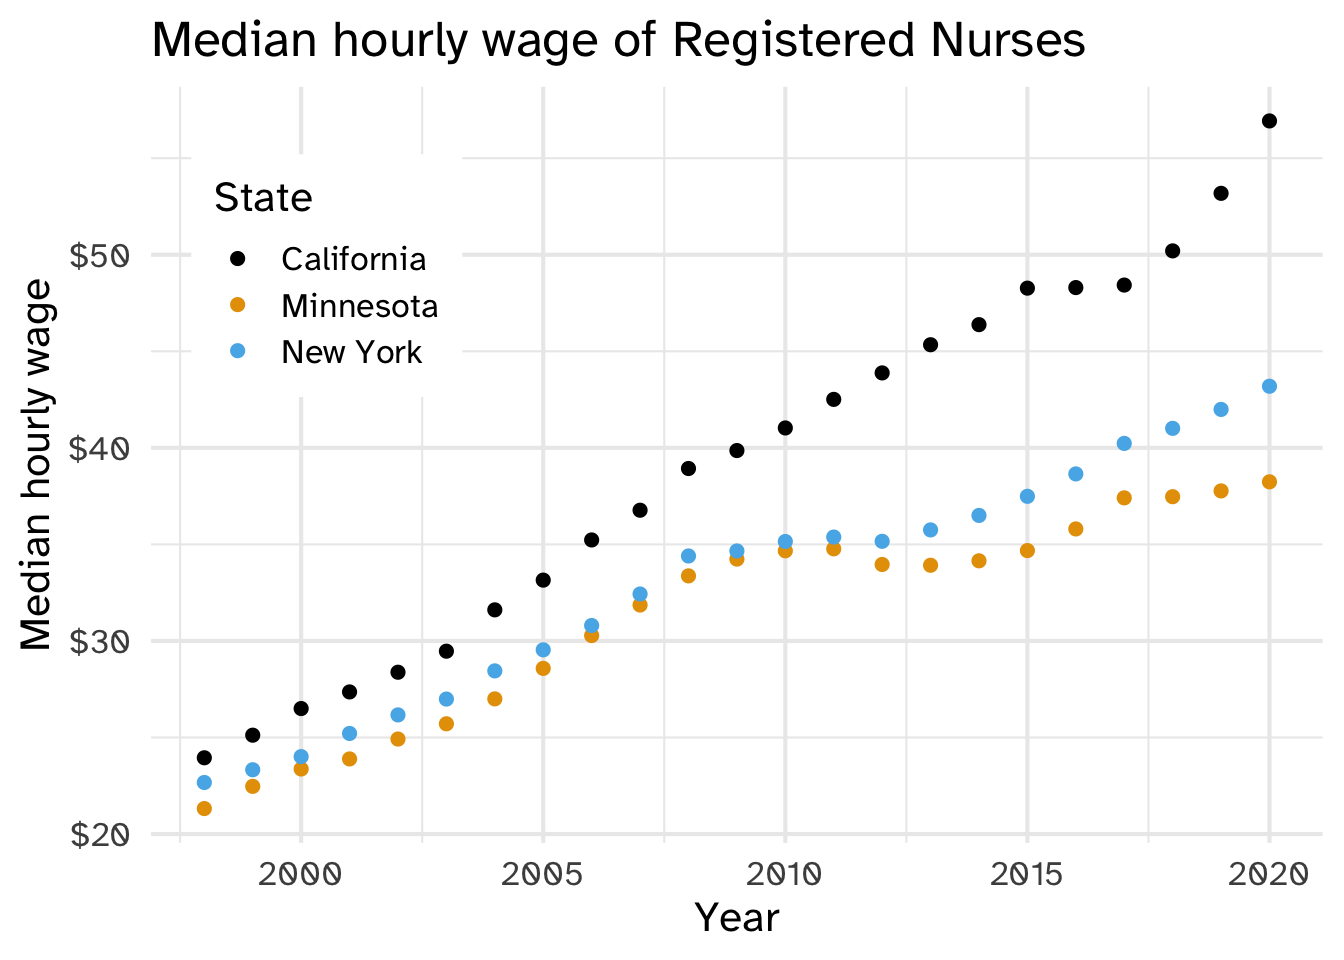 Median hourly wage of Registered Nurses
State
California
Minnesota
New York
$50
$40
$30
$20
Median hourly wage
2000 2005 2010 2015 2020
Year